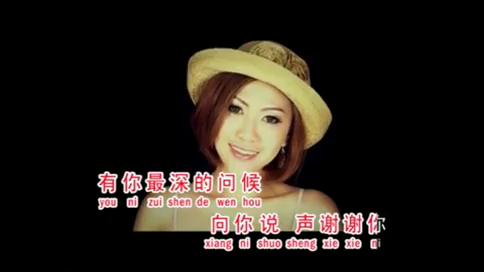 有你最深的问候
you ni zui shen de wen hou
向你说 声谢谢你
xiang ni shuo sheng xie xie ni